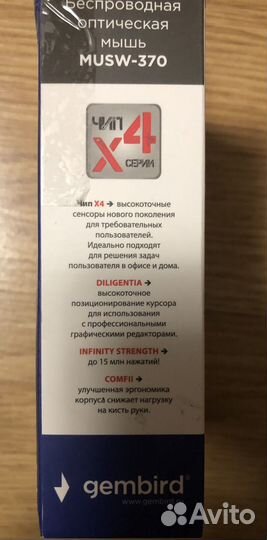 Беспроводная
оптическая
мышь
MUSW-370
ЧИП
X4
СЕРИИ
Чип X4 → высокоточные
сенсоры нового поколения
для требовательных
пользователей.
Идеально подходят
для решения задач
пользователя в офисе и дома.
DILIGENTIA →
высокоточное
позиционирование курсора
для использования
с профессиональными
графическими редакторами.
INFINITY STRENGTH →
до 15 млн нажатий!
COMFII →
улучшенная эргономика
корпуса снижает нагрузку
на кисть руки.
gembird
Avito